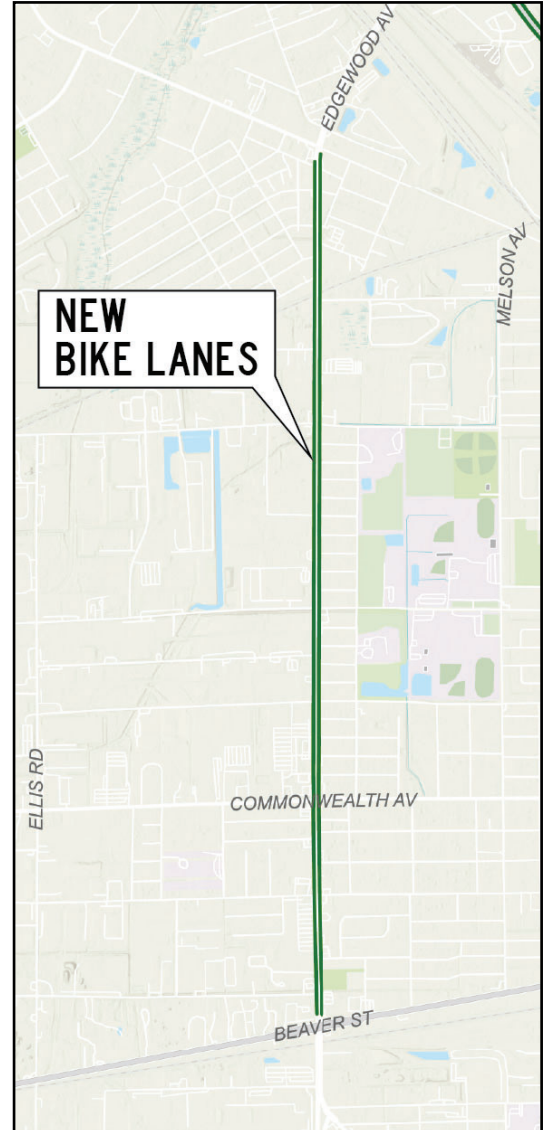 EDGEWOOD AV
MELSON AV
NEW
BIKE LANES
ELLIS RD
COMMONWEALTH AV
BEAVER ST